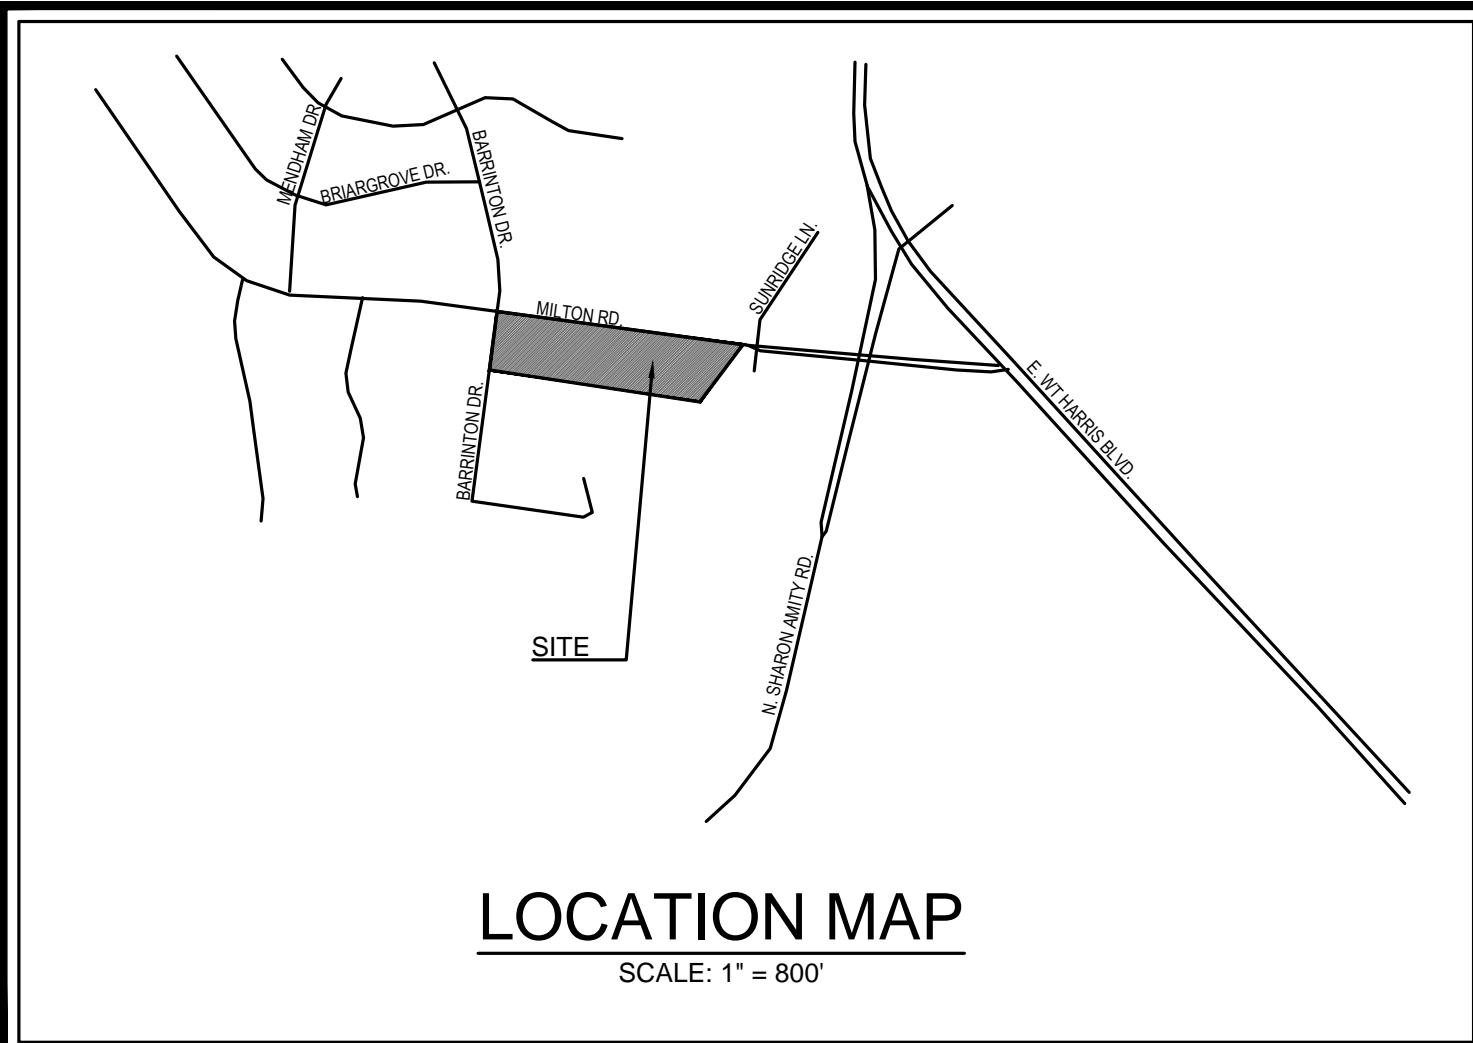 MENDHAM DR
BRIARGROVE DR.
BARRINTON DR.
SUNRIDGE LN.
MILTON RD.
E. WT HARRIS BLVD.
BARRINTON DR.
N. SHARON AMITY RD.
SITE
LOCATION MAP
SCALE: 1" = 800'